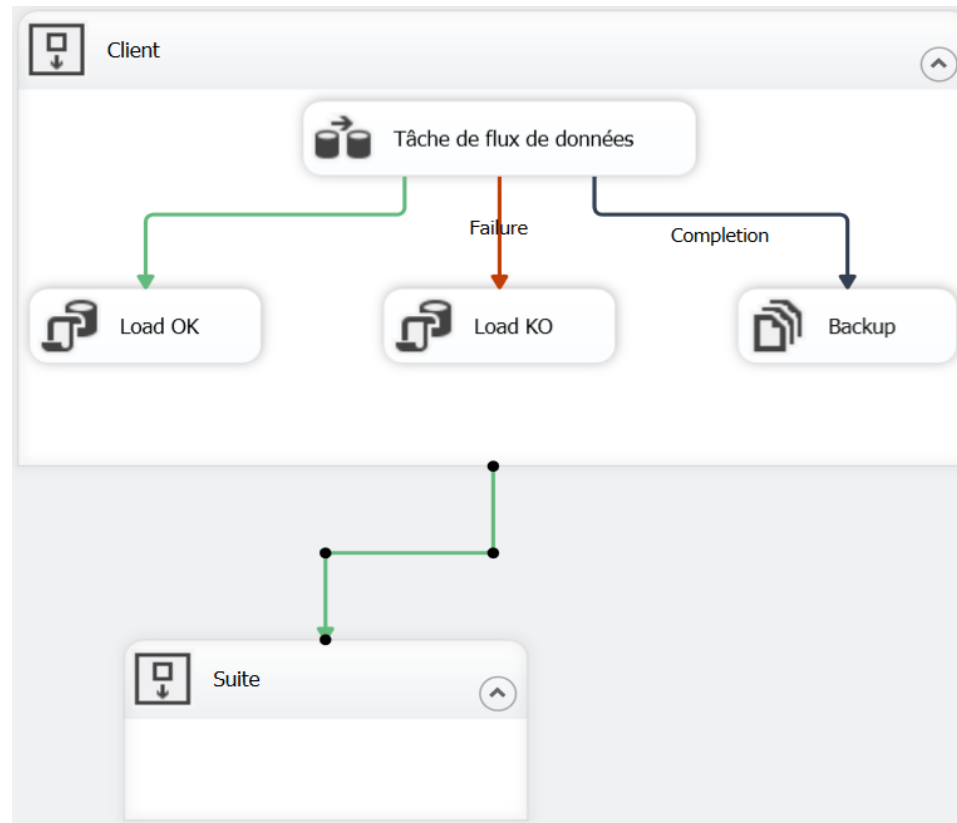 Client
Tâche de flux de données
Failure
Completion
Load OK
Load KO
Backup
Suite